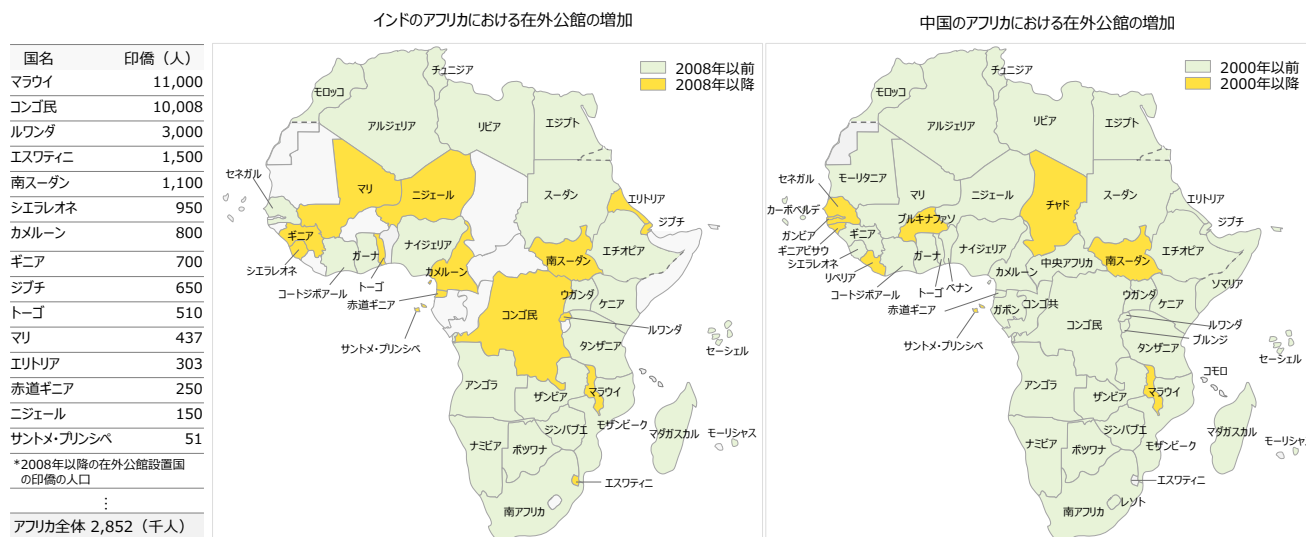 インドのアフリカにおける在外公館の増加
中国のアフリカにおける在外公館の増加
国名 印僑（人）
マラウイ 11,000
コンゴ民 10,008
ルワンダ 3,000
エスワティニ 1,500
南スーダン 1,100
シエラレオネ 950
カメルーン 800
ギニア 700
ジブチ 650
トーゴ 510
マリ 437
エリトリア 303
赤道ギニア 250
ニジェール 150
サントメ・プリンシペ 51
*2008年以降の在外公館設置国
の印僑の人口
⋮
アフリカ全体 2,852（千人）
2008年以前
2008年以降
チュニジア
モロッコ
アルジェリア
リビア
エジプト
セネガル
マリ
ニジェール
スーダン
エリトリア
ジブチ
ギニア
ナイジェリア
エチオピア
シエラレオネ
ガーナ
カメルーン
南スーダン
トーゴ
コートジボアール
赤道ギニア
ウガンダ
ケニア
コンゴ民
ルワンダ
サントメ・プリンシペ
タンザニア
セーシェル
アンゴラ
マラウイ
ザンビア
モザンビーク
ジンバブエ
マダガスカル
モーリシャス
ナミビア
ボツワナ
エスワティニ
南アフリカ
2000年以前
2000年以降
チュニジア
モロッコ
アルジェリア
リビア
エジプト
セネガル
モーリタニア
マリ
ニジェール
チャド
スーダン
エリトリア
カーボベルデ
ブルキナファソ
ジブチ
ガンビア
ギニア
ギニアビサウ
ナイジェリア
エチオピア
シエラレオネ
ガーナ
中央アフリカ
南スーダン
リベリア
カメルーン
ソマリア
コートジボアール
トーゴ
ベナン
ウガンダ
赤道ギニア
ガボン
コンゴ共
ケニア
コンゴ民
ルワンダ
サントメ・プリンシペ
ブルンジ
タンザニア
セーシェル
コモロ
アンゴラ
マラウイ
ザンビア
モザンビーク
ジンバブエ
マダガスカル
モーリシャス
ナミビア
ボツワナ
エスワティニ
レソト
南アフリカ